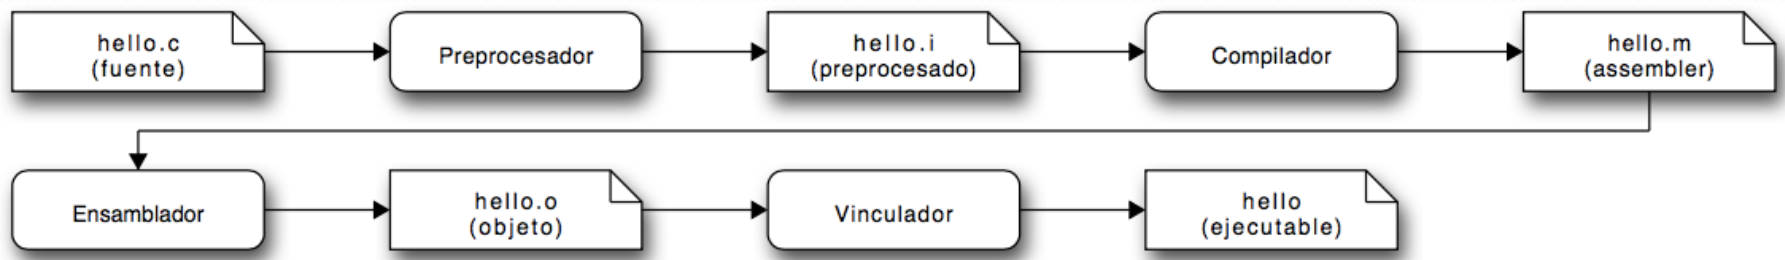 hello.c
(fuente)
Preprocesador
hello.i
(preprocesado)
Compilador
hello.m
(assembler)
Ensamblador
hello.o
(objeto)
Vinculador
hello
(ejecutable)